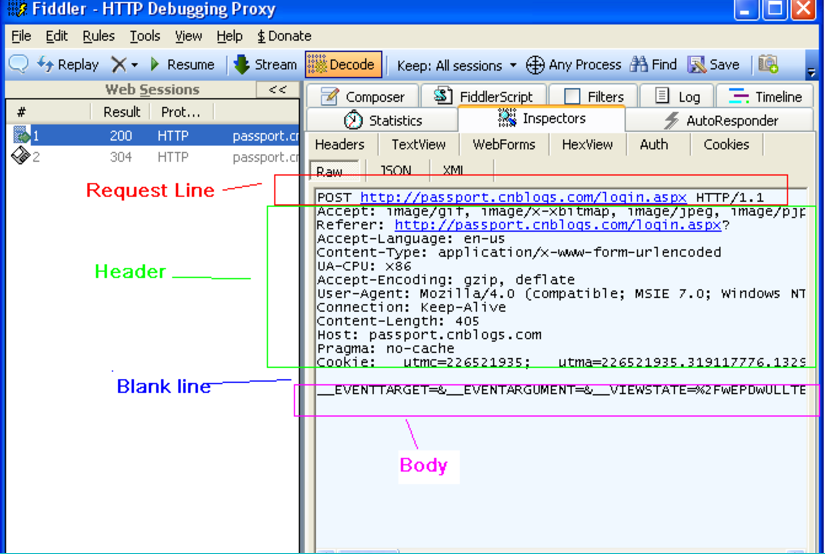 Fiddler - HTTP Debugging Proxy
File Edit Rules Tools View Help $ Donate
Replay Resume Stream Decode Keep: All sessions Any Process Find Save
Web Sessions <<
# Result Prot...
1 200 HTTP passport.cn
2 304 HTTP passport.cn
Composer FiddlerScript Filters Log Timeline
Statistics Inspectors AutoResponder
Headers TextView WebForms HexView Auth Cookies
Raw JSON XML
Request Line
POST http://passport.cnblogs.com/login.aspx HTTP/1.1
Accept: image/gif, image/x-xbitmap, image/jpeg, image/pjp
Referer: http://passport.cnblogs.com/login.aspx?
Accept-Language: en-us
Content-Type: application/x-www-form-urlencoded
UA-CPU: x86
Header
Accept-Encoding: gzip, deflate
User-Agent: Mozilla/4.0 (compatible; MSIE 7.0; Windows NT
Connection: Keep-Alive
Content-Length: 405
Host: passport.cnblogs.com
Pragma: no-cache
Cookie: __utmc=226521935; __utma=226521935.319117776.1329
Blank line
__EVENTTARGET=&__EVENTARGUMENT=&__VIEWSTATE=%2FwEPDwULLTE
Body